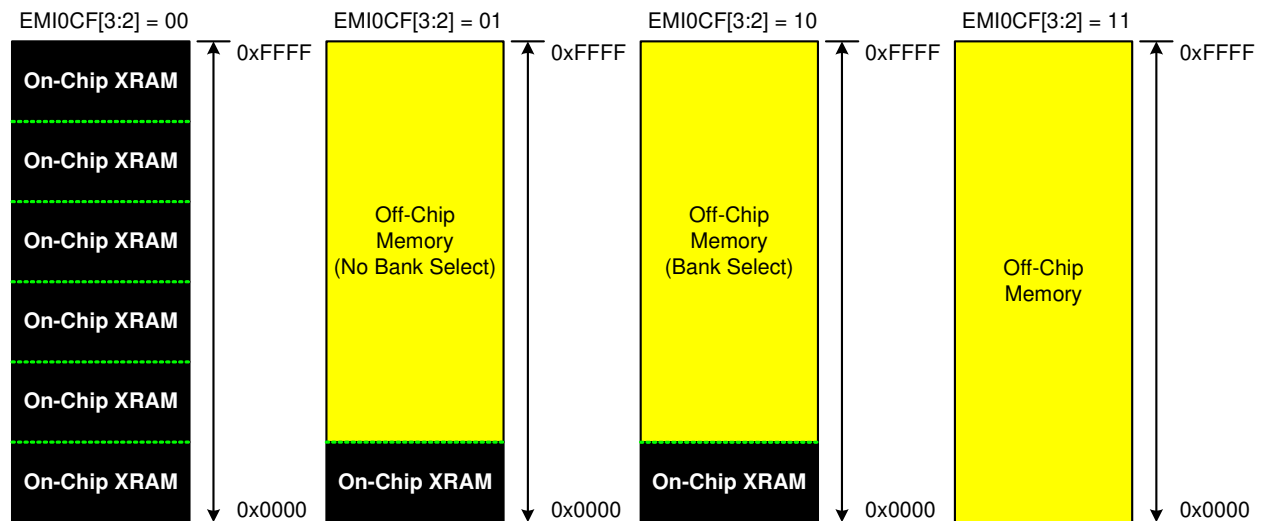 EMI0CF[3:2] = 00
EMI0CF[3:2] = 01
EMI0CF[3:2] = 10
EMI0CF[3:2] = 11
On-Chip XRAM
On-Chip XRAM
On-Chip XRAM
On-Chip XRAM
On-Chip XRAM
On-Chip XRAM
0xFFFF
0x0000
Off-Chip
Memory
(No Bank Select)
On-Chip XRAM
0xFFFF
0x0000
Off-Chip
Memory
(Bank Select)
On-Chip XRAM
0xFFFF
0x0000
Off-Chip
Memory
0xFFFF
0x0000